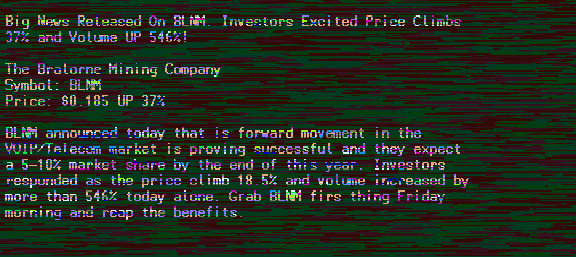 Big News Released On BLNM. Investors Excited Price Climbs
37% and Volume UP 546%!
The Bralorne Mining Company
Symbol: BLNM
Price: $0.185 UP 37%
BLNM announced today that is forward movement in the
VOIP/Telecom market is proving successful and they expect
a 5-10% market share by the end of this year. Investors
responded as the price climb 18.5% and volume increased by
more than 546% today alone. Grab BLNM firs thing Friday
morning and reap the benefits.